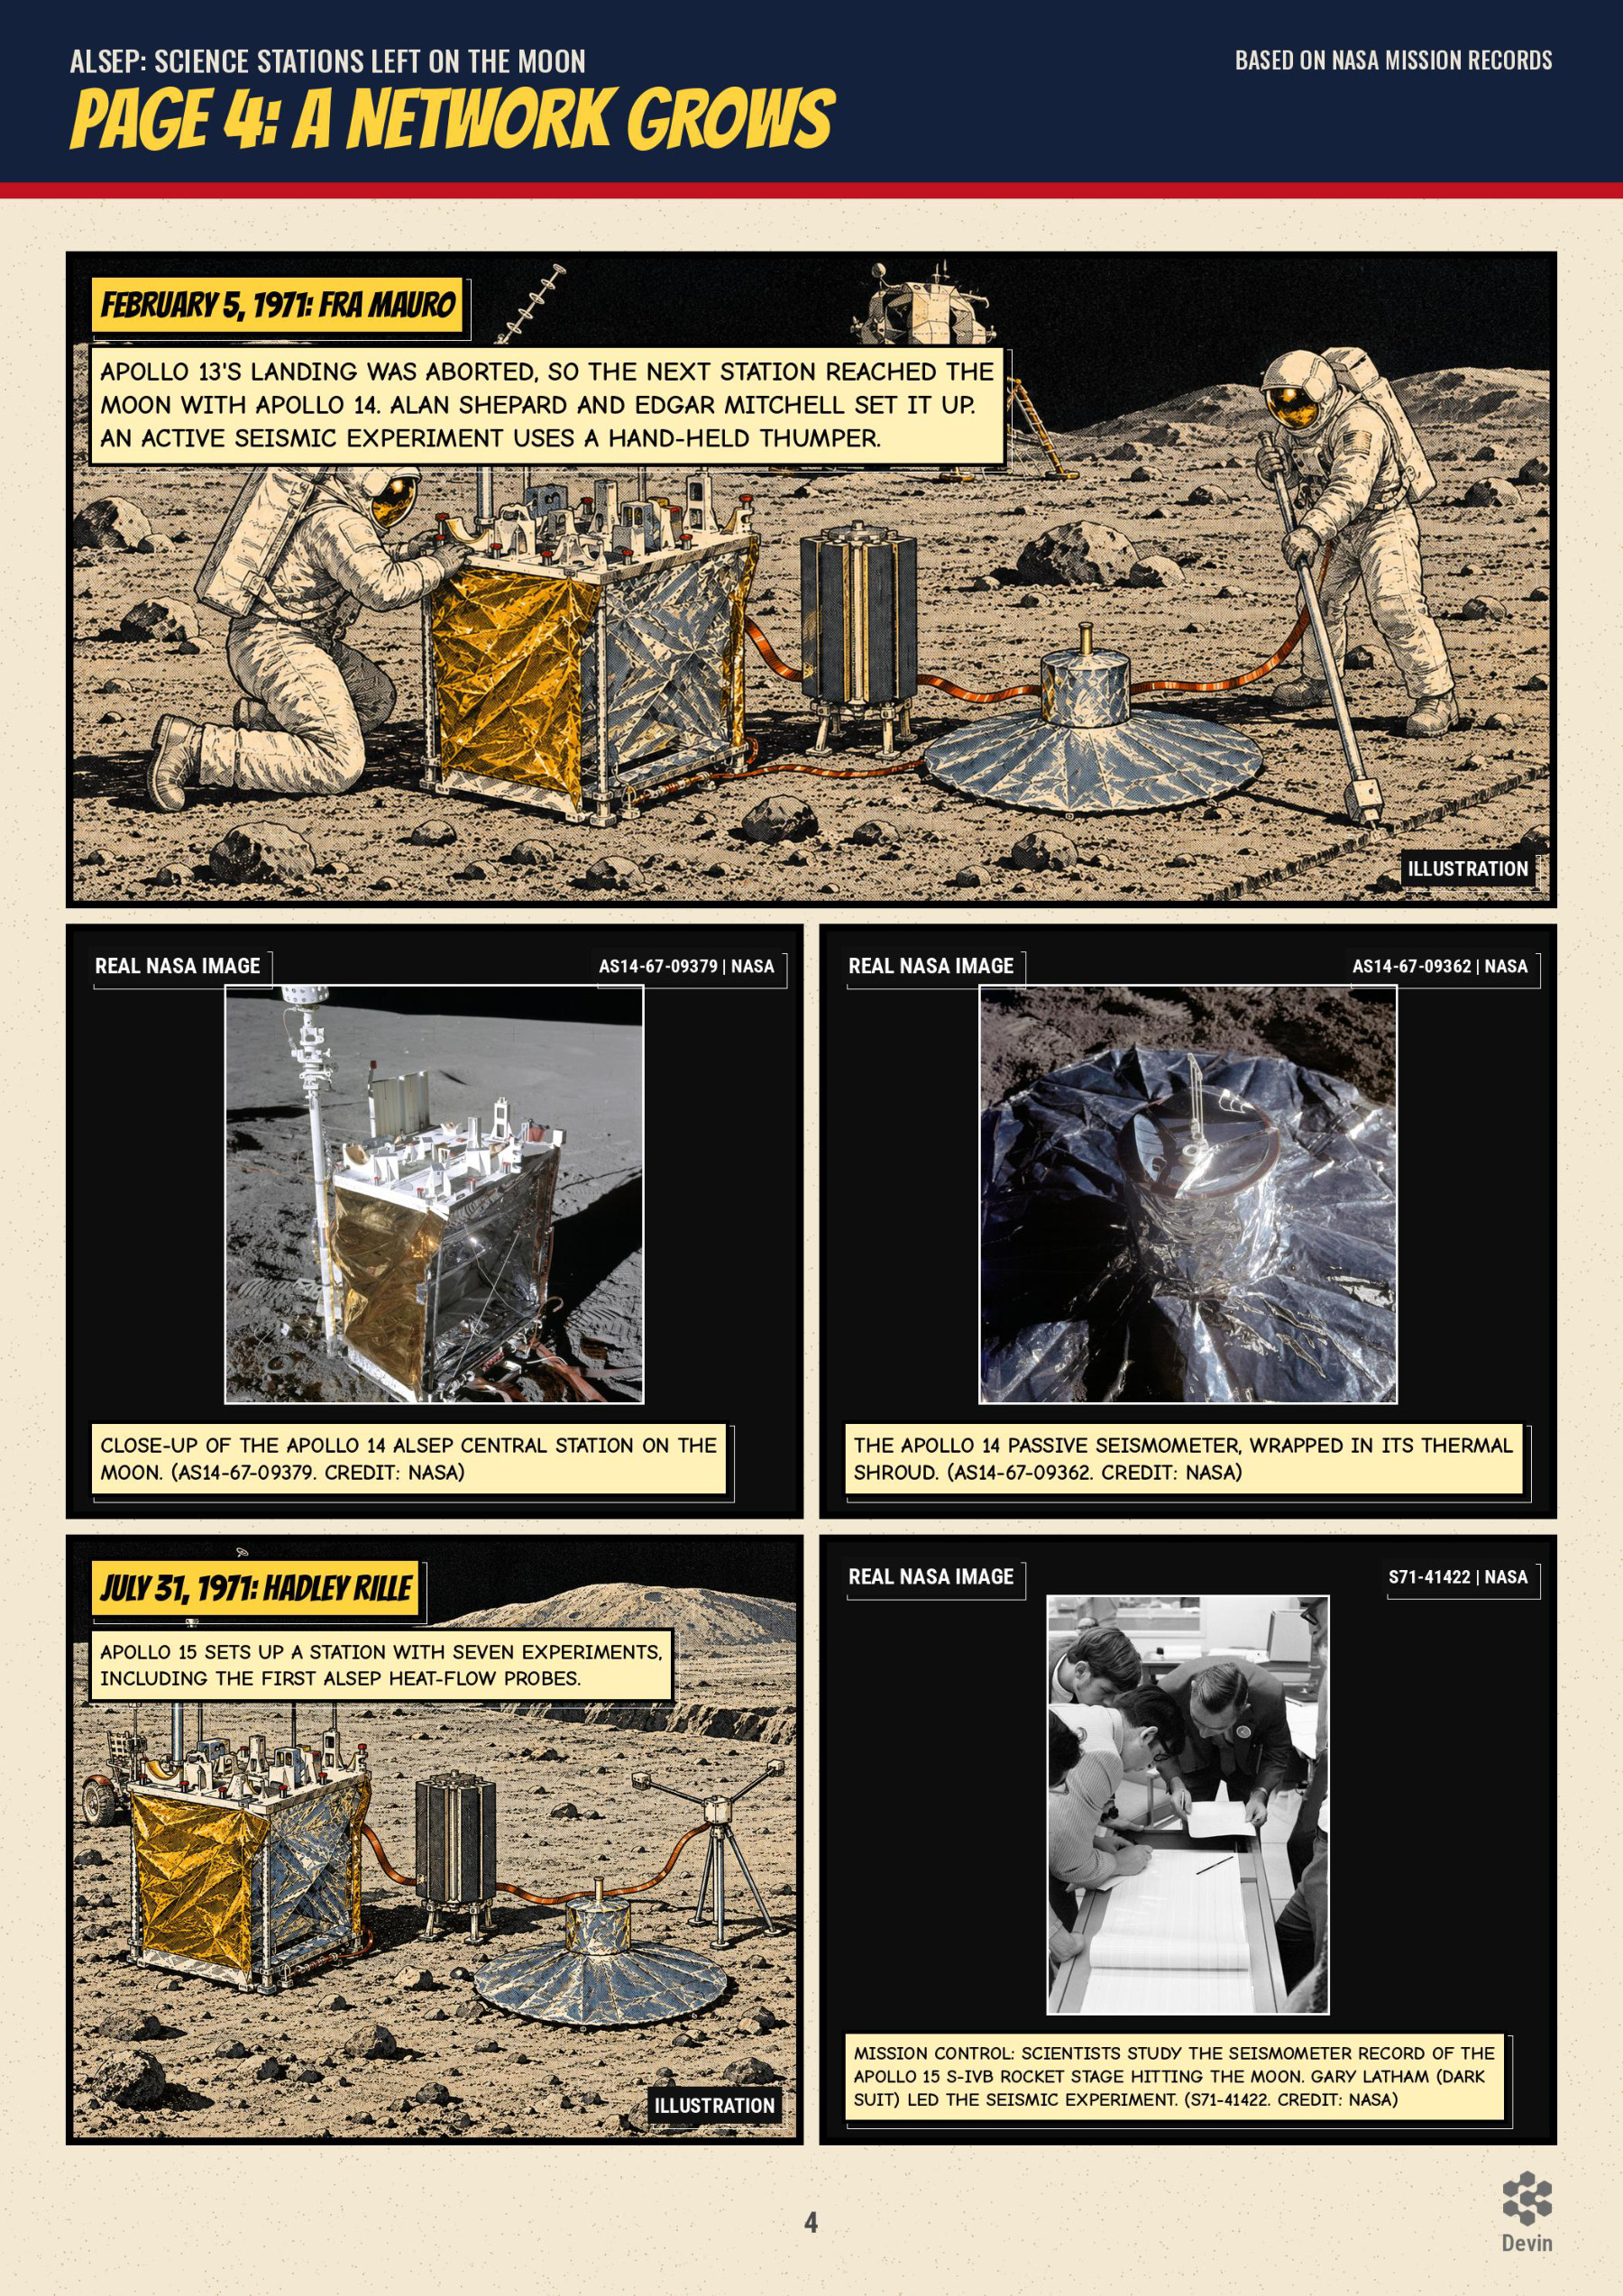 ALSEP: SCIENCE STATIONS LEFT ON THE MOON
BASED ON NASA MISSION RECORDS
PAGE 4: A NETWORK GROWS
FEBRUARY 5, 1971: FRA MAURO
APOLLO 13'S LANDING WAS ABORTED, SO THE NEXT STATION REACHED THE
MOON WITH APOLLO 14. ALAN SHEPARD AND EDGAR MITCHELL SET IT UP.
AN ACTIVE SEISMIC EXPERIMENT USES A HAND-HELD THUMPER.
ILLUSTRATION
REAL NASA IMAGE
AS14-67-09379 | NASA
CLOSE-UP OF THE APOLLO 14 ALSEP CENTRAL STATION ON THE
MOON. (AS14-67-09379. CREDIT: NASA)
REAL NASA IMAGE
AS14-67-09362 | NASA
THE APOLLO 14 PASSIVE SEISMOMETER, WRAPPED IN ITS THERMAL
SHROUD. (AS14-67-09362. CREDIT: NASA)
JULY 31, 1971: HADLEY RILLE
APOLLO 15 SETS UP A STATION WITH SEVEN EXPERIMENTS,
INCLUDING THE FIRST ALSEP HEAT-FLOW PROBES.
ILLUSTRATION
REAL NASA IMAGE
S71-41422 | NASA
MISSION CONTROL: SCIENTISTS STUDY THE SEISMOMETER RECORD OF THE
APOLLO 15 S-IVB ROCKET STAGE HITTING THE MOON. GARY LATHAM (DARK
SUIT) LED THE SEISMIC EXPERIMENT. (S71-41422. CREDIT: NASA)
4
Devin